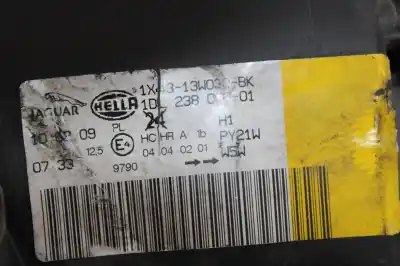 JAGUAR HELLA 1X43-13W030-BK
1DL 238 01
24 H1
10 09 PL HC HR A 1b PY21W
07 33 12,5 E4 04 04 02 01 W5W
9790